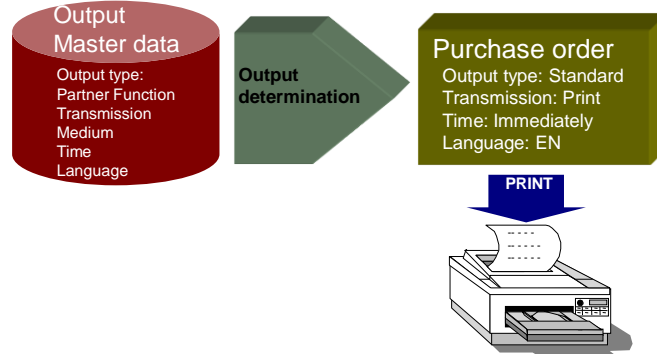 Output
Master data
Output type:
Partner Function
Transmission
Medium
Time
Language
Output
determination
Purchase order
Output type: Standard
Transmission: Print
Time: Immediately
Language: EN
PRINT